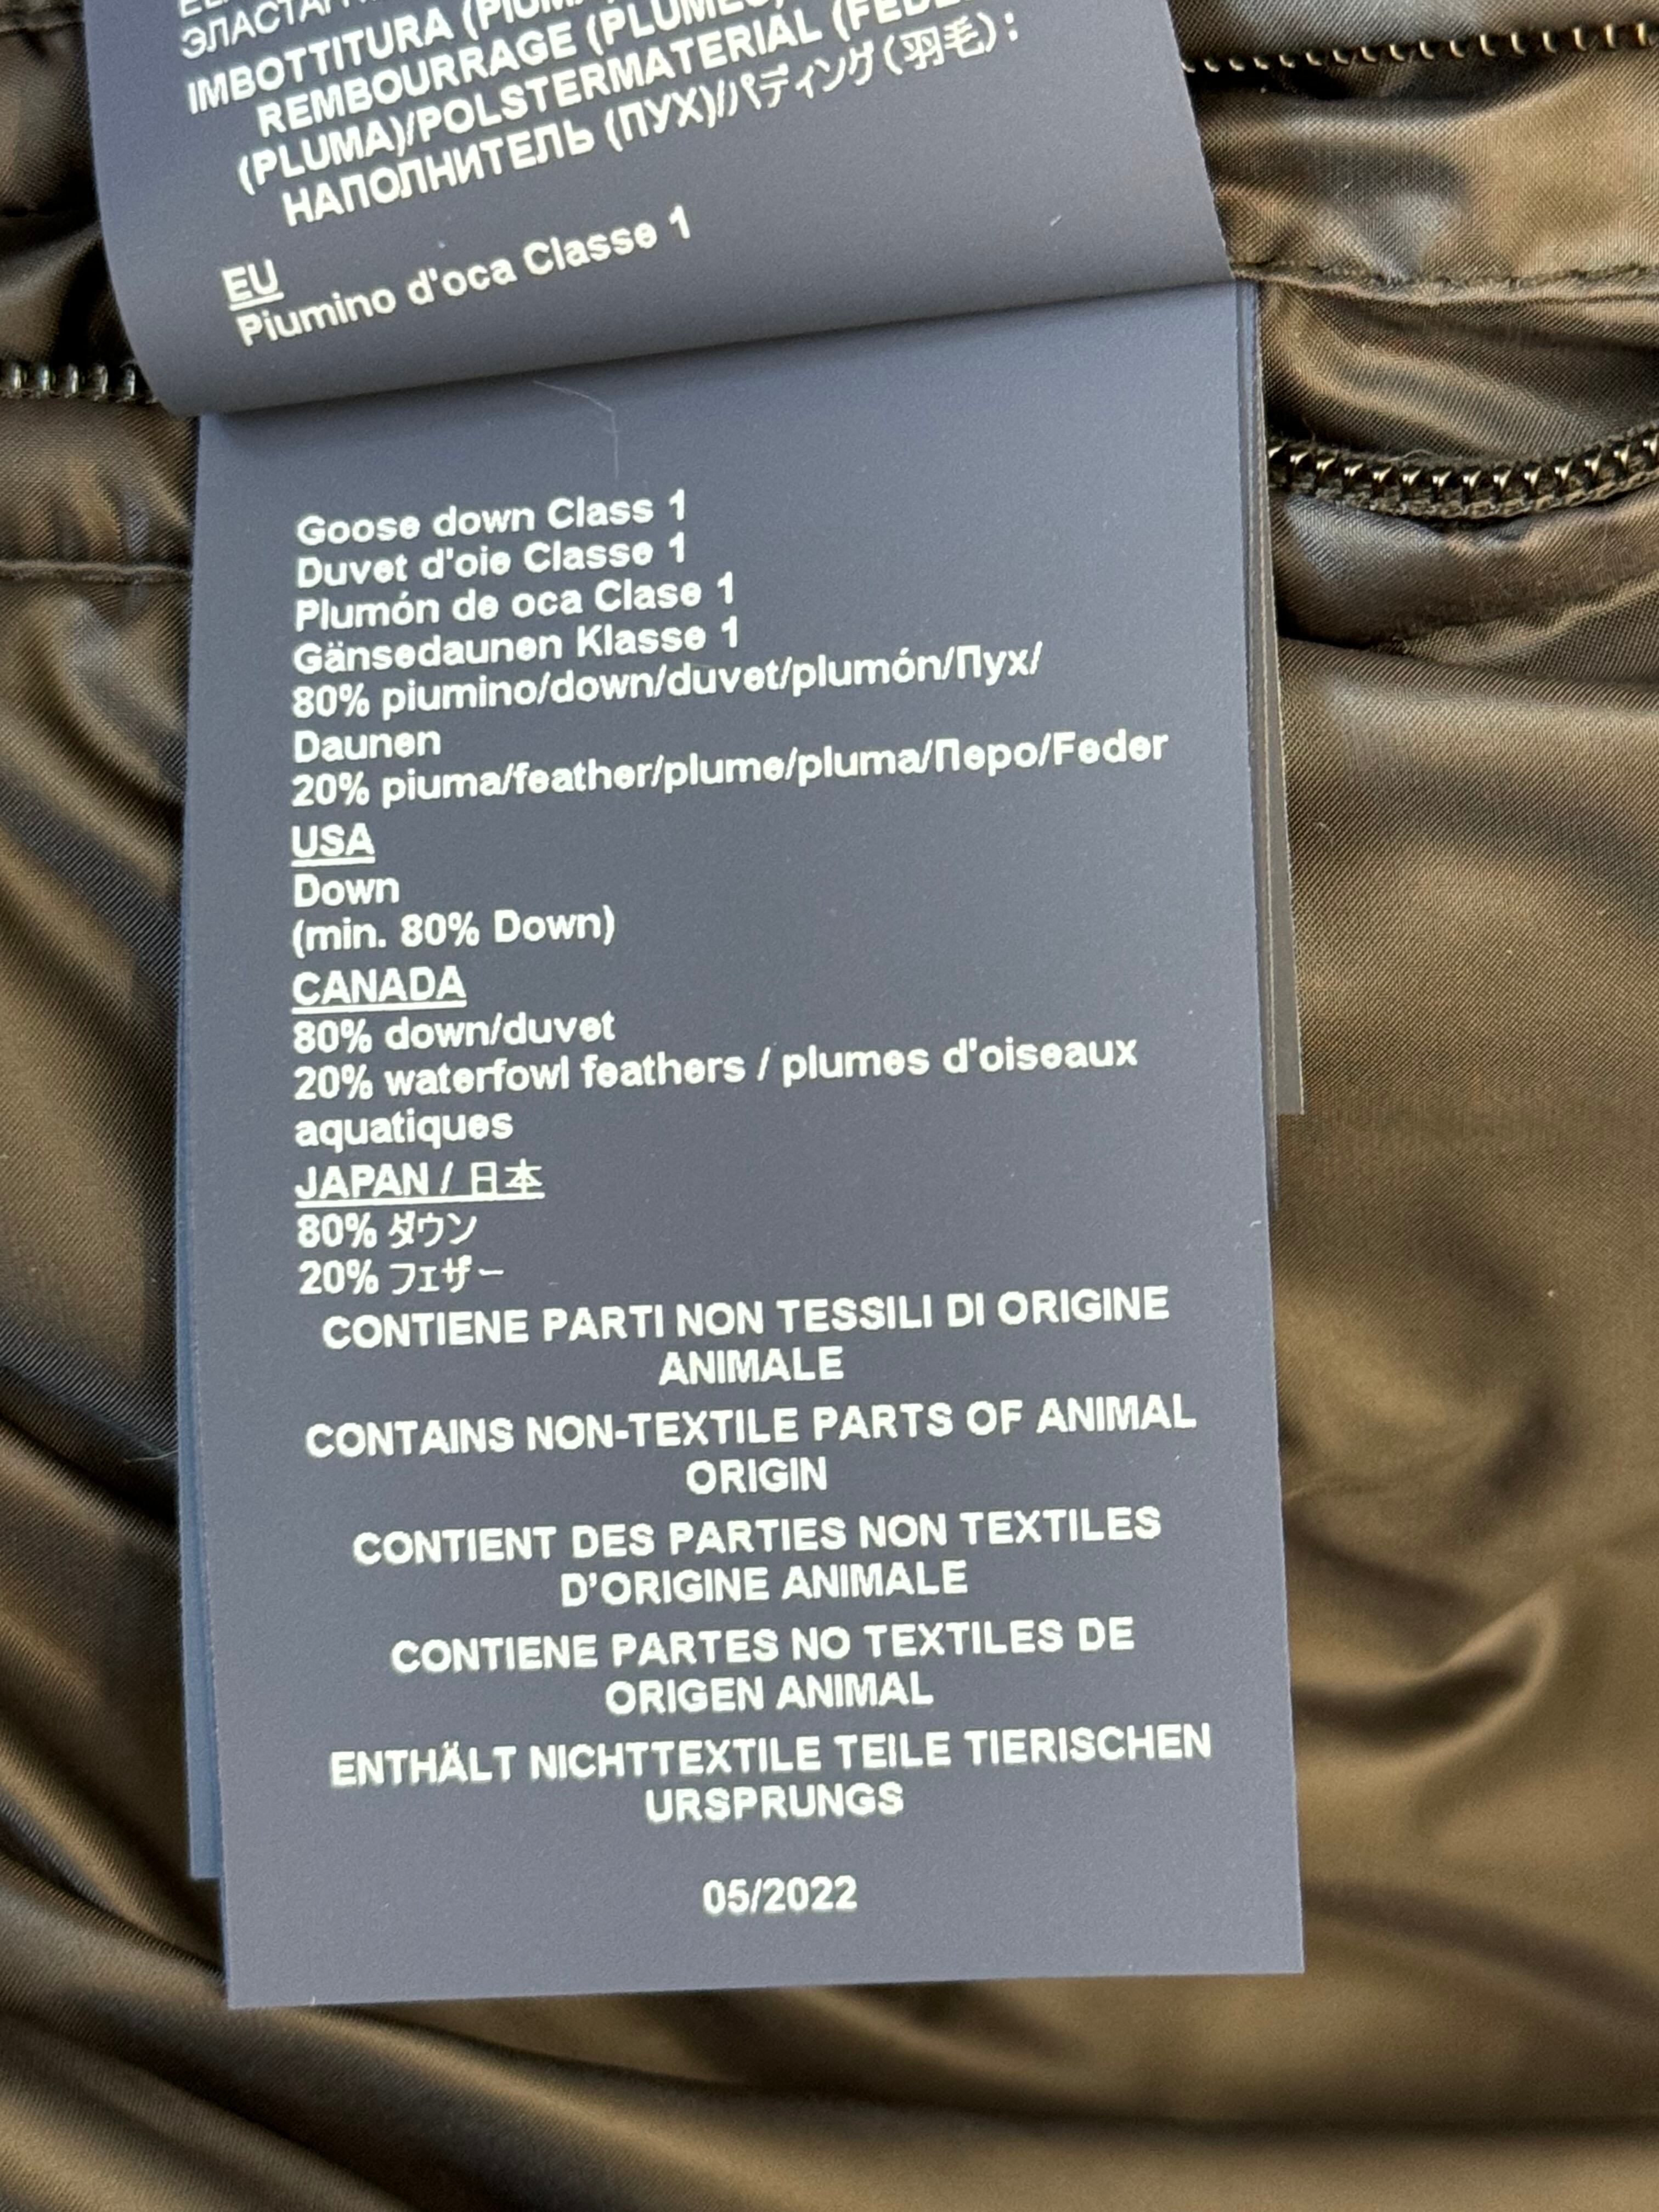 IMBOTTITURA
REMBOURRAGE
(PLUMA)/POLSTERMATERIAL
НАПОЛНИТЕЛЬ (ПУХ)/パディング(羽毛):
EU
Piumino d'oca Classe 1
Goose down Class 1
Duvet d'oie Classe 1
Plumón de oca Clase 1
Gänsedaunen Klasse 1
80% piumino/down/duvet/plumón/Пух/
Daunen
20% piuma/feather/plume/pluma/Перо/Feder
USA
Down
(min. 80% Down)
CANADA
80% down/duvet
20% waterfowl feathers / plumes d'oiseaux
aquatiques
JAPAN / 日本
80% ダウン
20% フェザー
CONTIENE PARTI NON TESSILI DI ORIGINE
ANIMALE
CONTAINS NON-TEXTILE PARTS OF ANIMAL
ORIGIN
CONTIENT DES PARTIES NON TEXTILES
D'ORIGINE ANIMALE
CONTIENE PARTES NO TEXTILES DE
ORIGEN ANIMAL
ENTHÄLT NICHTTEXTILE TEILE TIERISCHEN
URSPRUNGS
05/2022